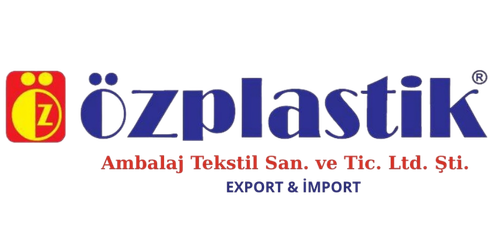 ÖZ özplastik®
Ambalaj Tekstil San. ve Tic. Ltd. Şti.
EXPORT & İMPORT